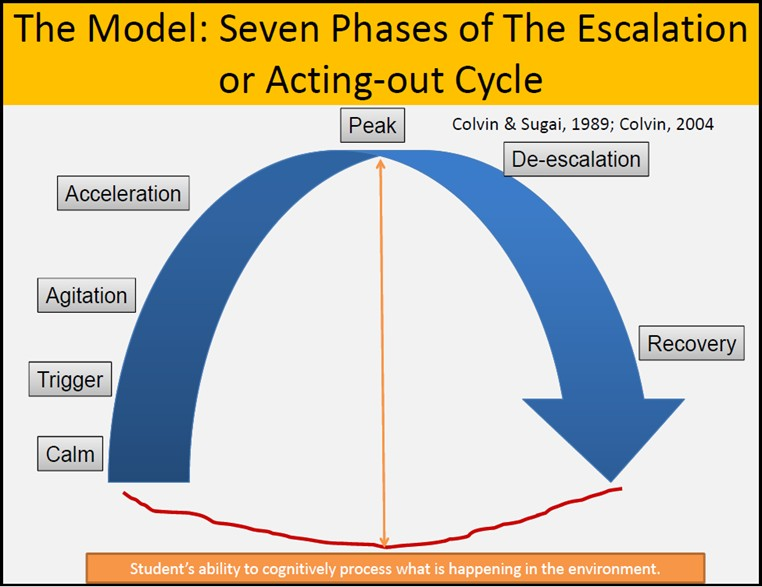 The Model: Seven Phases of The Escalation
or Acting-out Cycle
Peak
Colvin & Sugai, 1989; Colvin, 2004
De-escalation
Acceleration
Agitation
Recovery
Trigger
Calm
Student's ability to cognitively process what is happening in the environment.